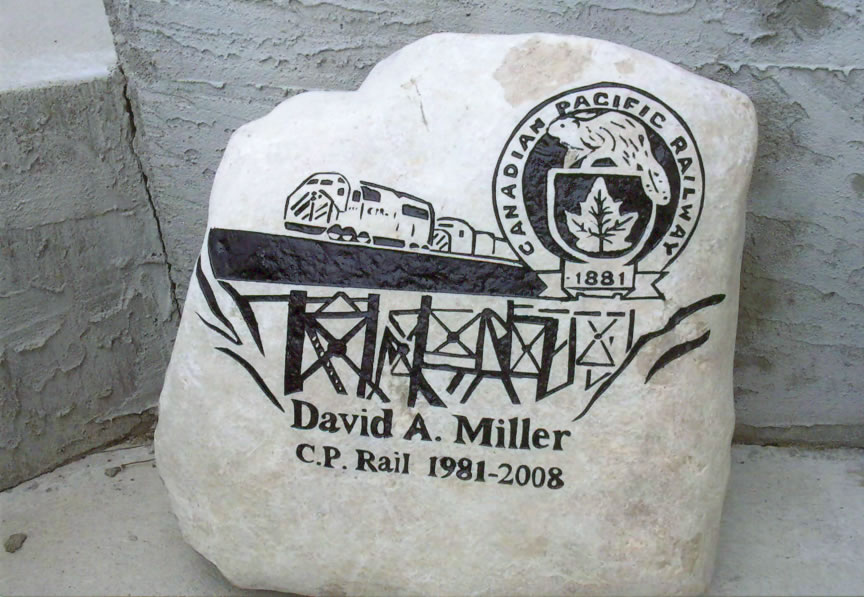 CANADIAN PACIFIC RAILWAY
1881
C.P.R.
David A. Miller
C.P. Rail 1981-2008